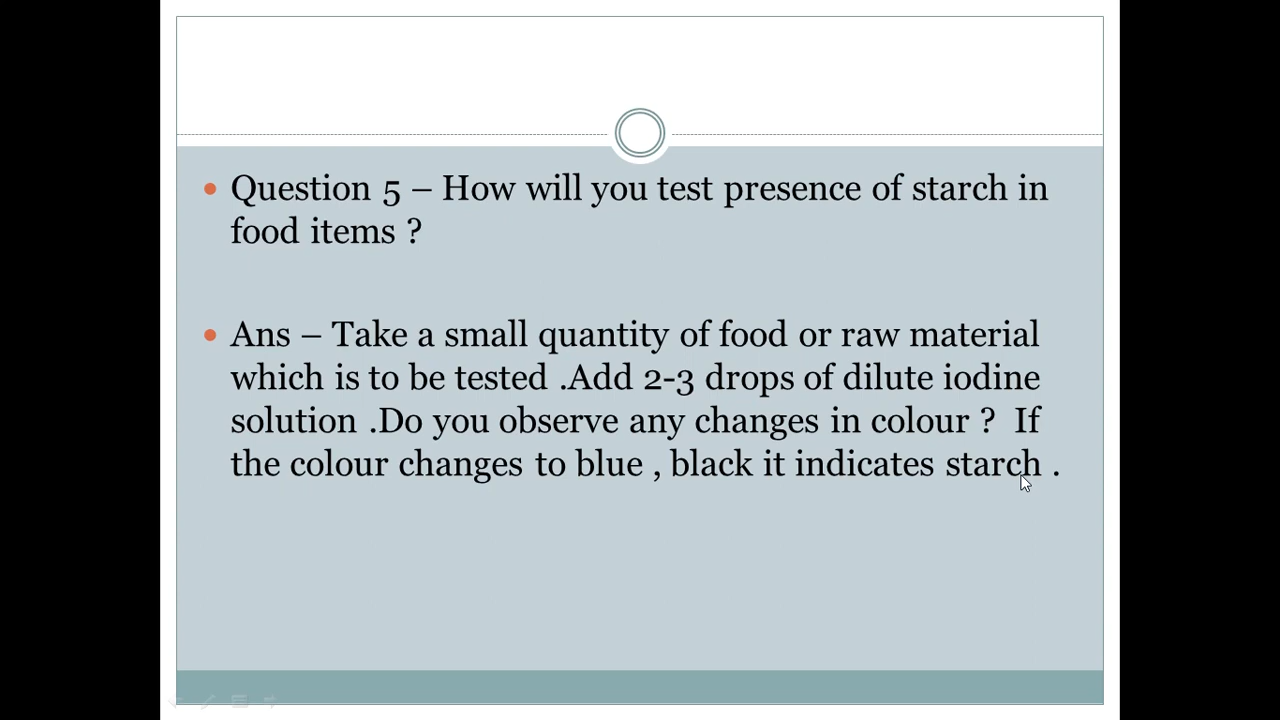 • Question 5 – How will you test presence of starch in
food items ?
• Ans – Take a small quantity of food or raw material
which is to be tested .Add 2-3 drops of dilute iodine
solution .Do you observe any changes in colour ?  If
the colour changes to blue , black it indicates starch .